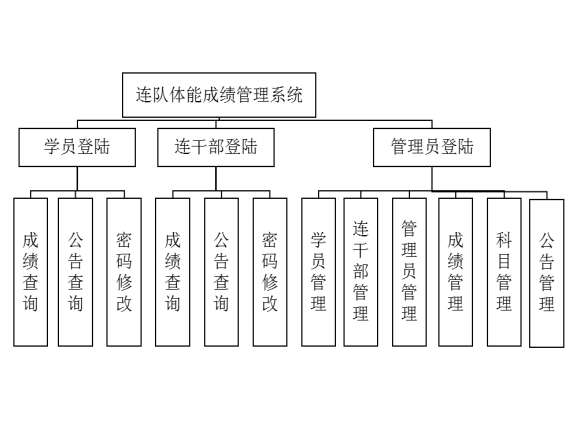 连队体能成绩管理系统
学员登陆
连干部登陆
管理员登陆
成绩查询
公告查询
密码修改
成绩查询
公告查询
密码修改
学员管理
连干部管理
管理员管理
成绩管理
科目管理
公告管理